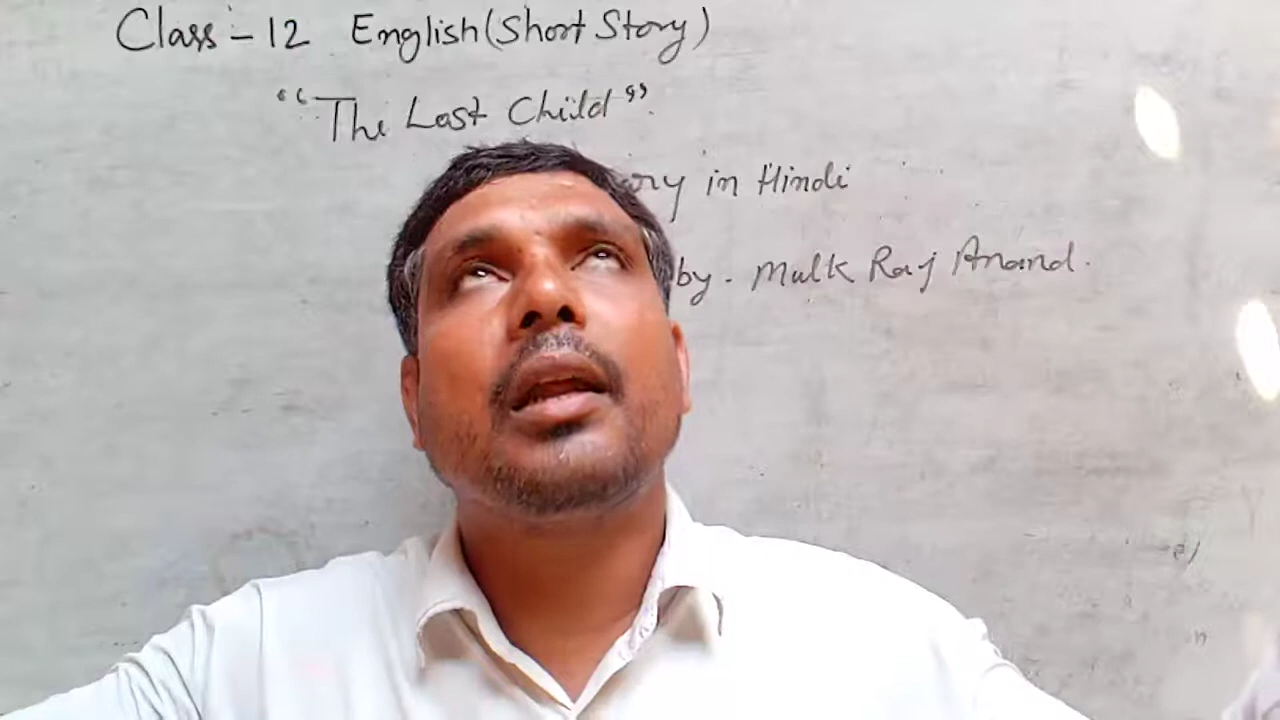 Class - 12 English (Short Story)
"The Lost Child".
in Hindi
by - Mulk Raj Anand.